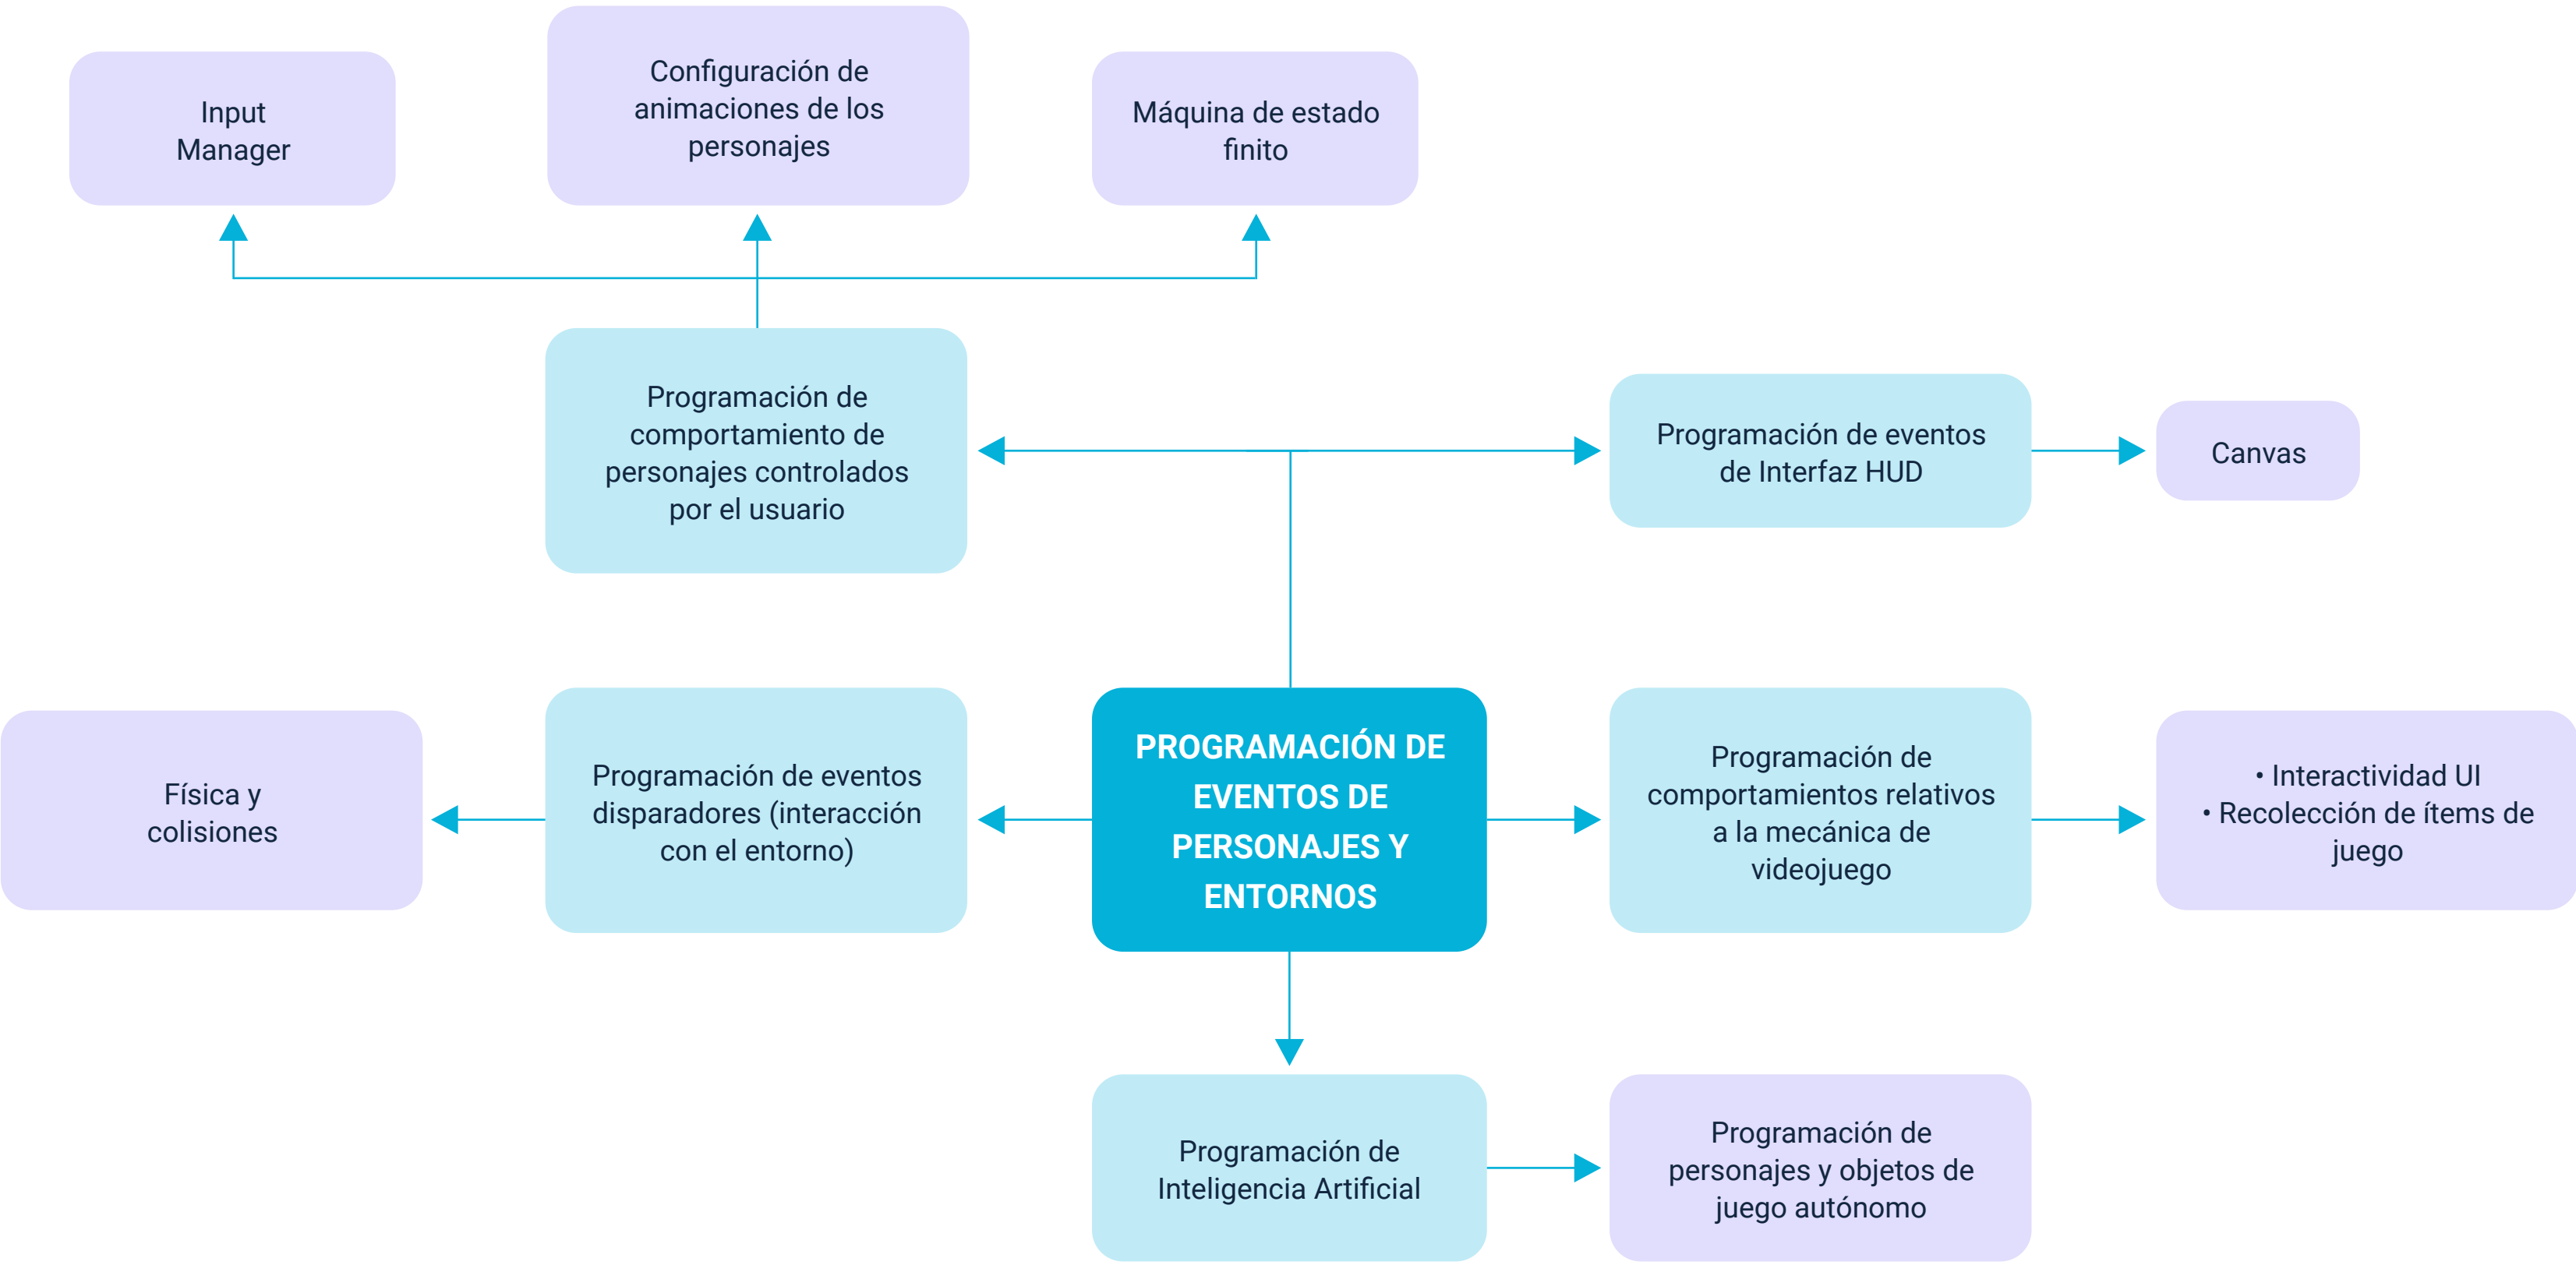 Input
Manager
Configuración de
animaciones de los
personajes
Máquina de estado
finito
Programación de
comportamiento de
personajes controlados
por el usuario
Programación de eventos
de Interfaz HUD
Canvas
Física y
colisiones
Programación de eventos
disparadores (interacción
con el entorno)
PROGRAMACIÓN DE
EVENTOS DE
PERSONAJES Y
ENTORNOS
Programación de
comportamientos relativos
a la mecánica de
videojuego
• Interactividad UI
• Recolección de ítems de
juego
Programación de
Inteligencia Artificial
Programación de
personajes y objetos de
juego autónomo